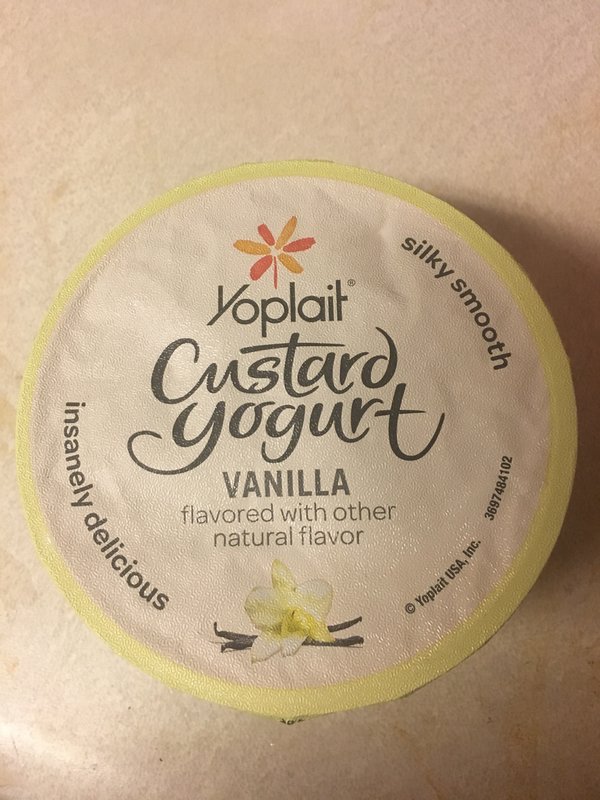 silky smooth
Yoplait®
Custard
yogurt
VANILLA
flavored with other
natural flavor
insanely delicious
3697484102
© Yoplait USA, Inc.